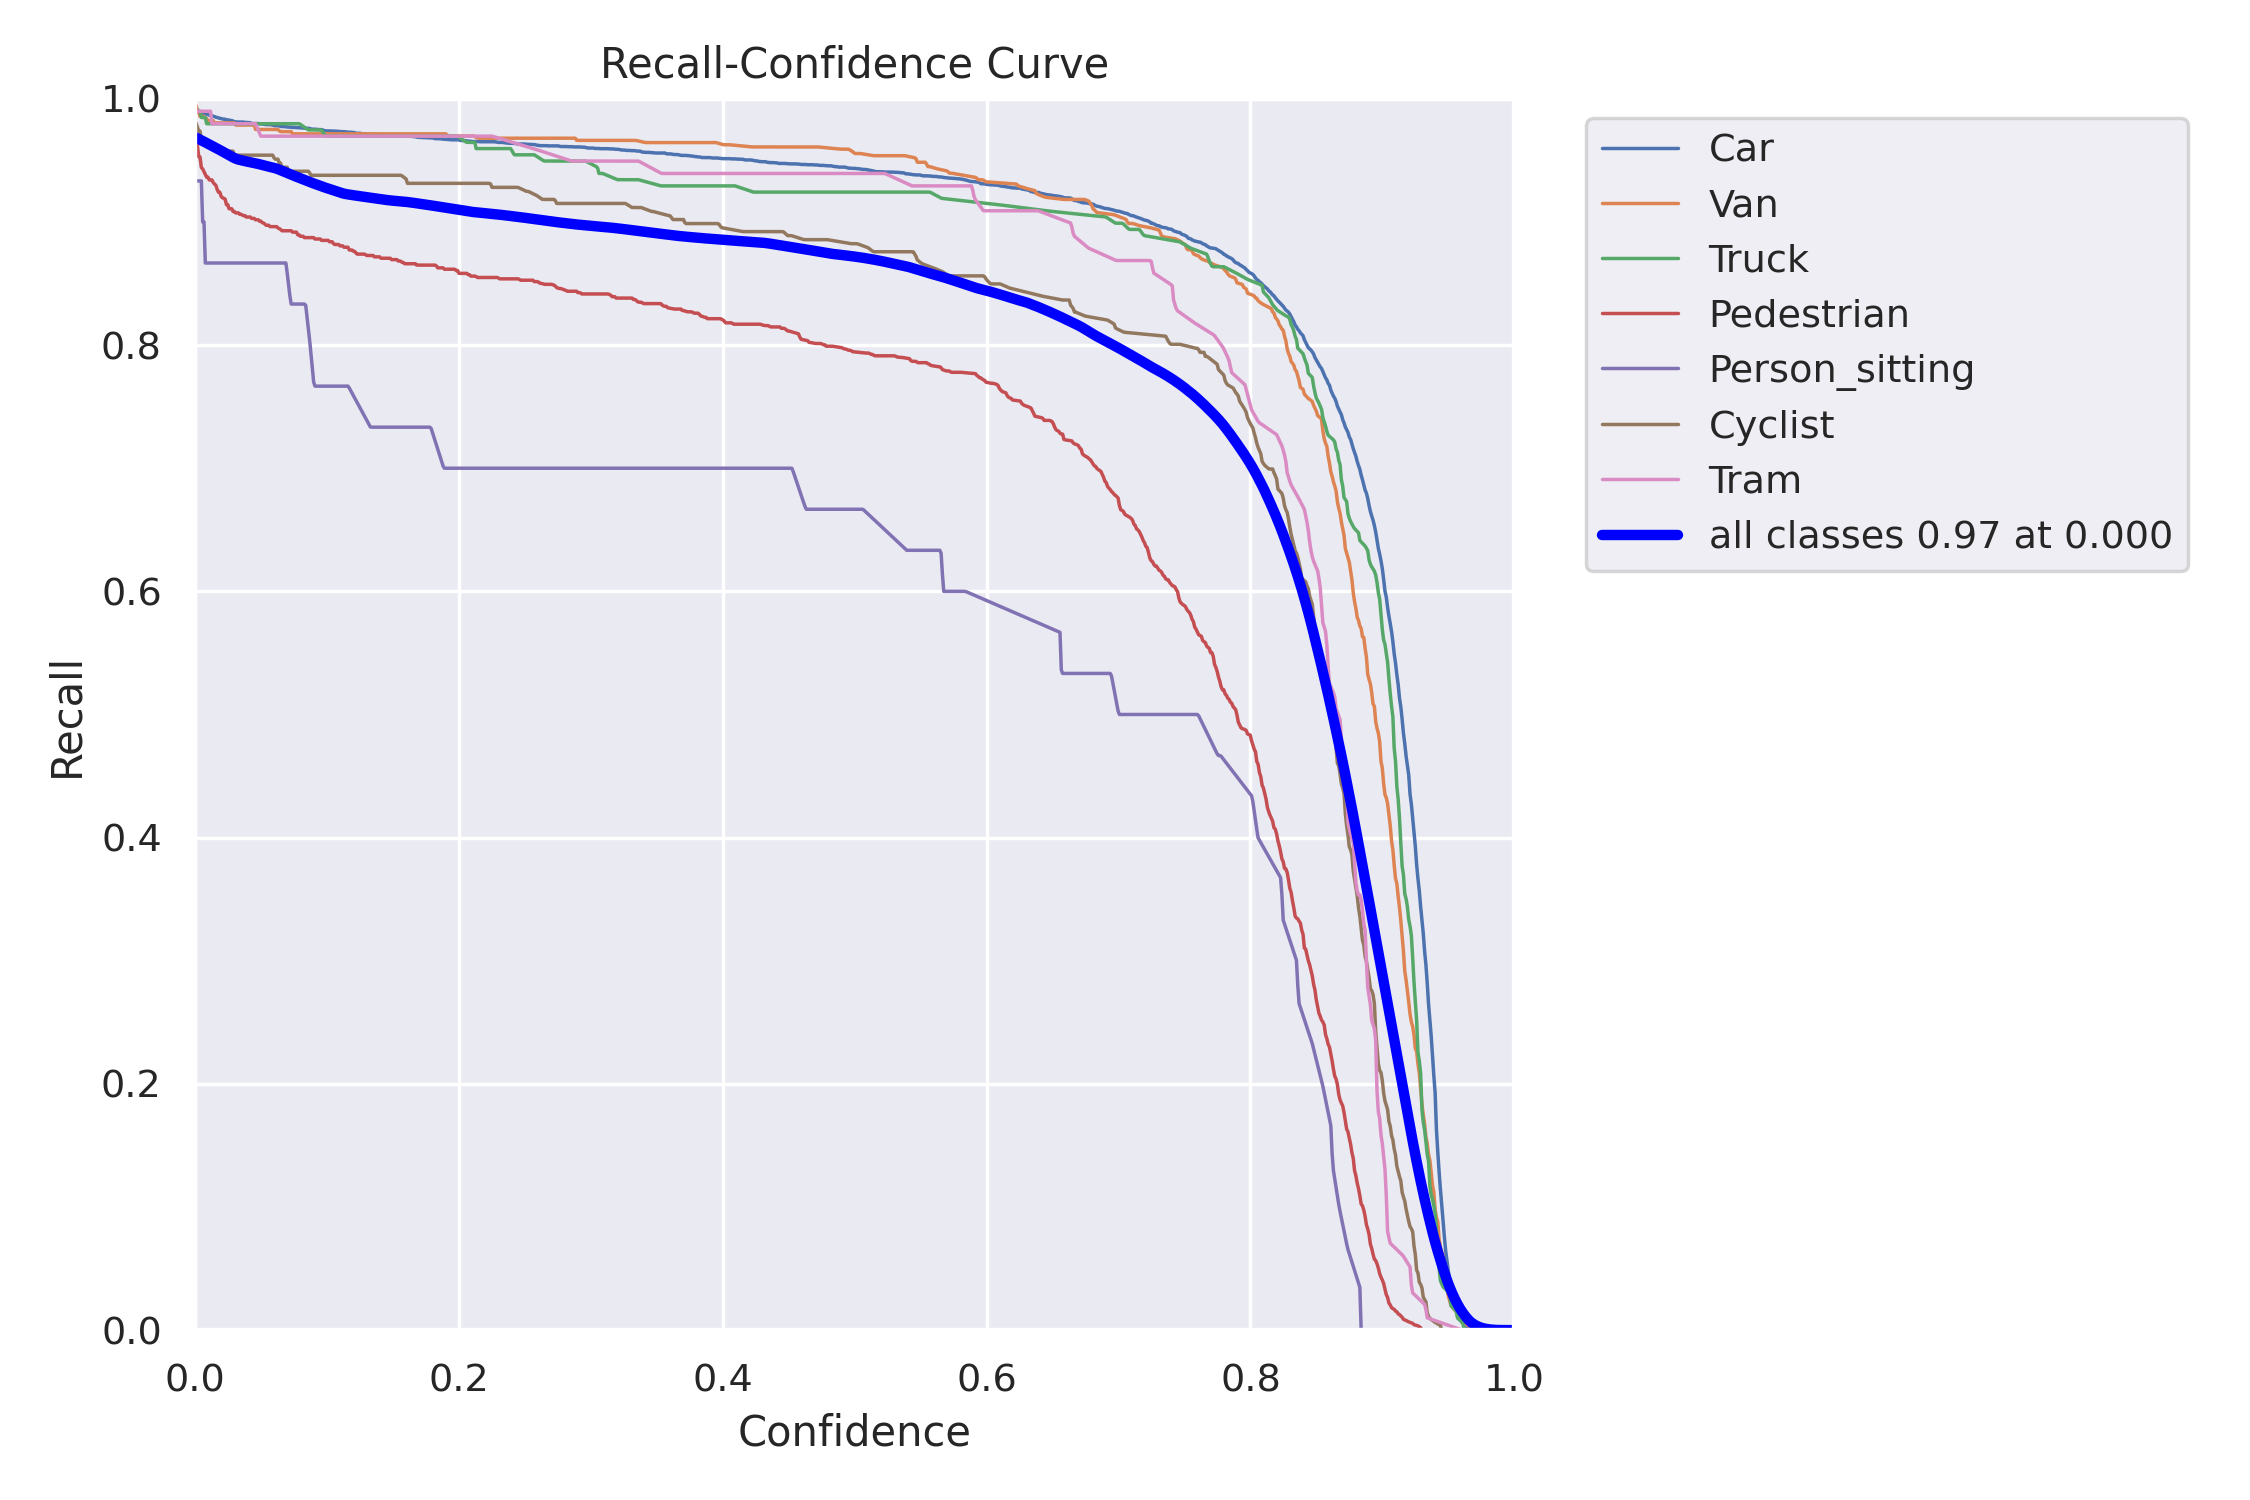 Recall-Confidence Curve
1.0
0.8
0.6
0.4
0.2
0.0
Recall
0.0 0.2 0.4 0.6 0.8 1.0
Confidence
Car
Van
Truck
Pedestrian
Person_sitting
Cyclist
Tram
all classes 0.97 at 0.000